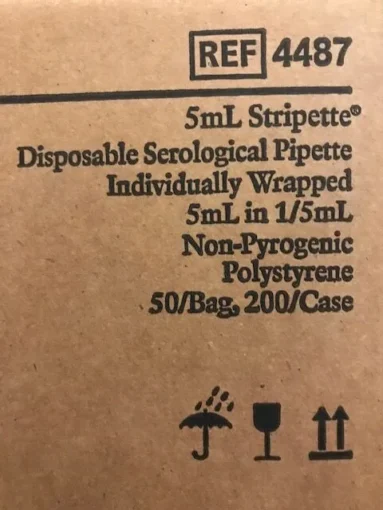 REF 4487
5mL Stripette®
Disposable Serological Pipette
Individually Wrapped
5mL in 1/5mL
Non-Pyrogenic
Polystyrene
50/Bag, 200/Case